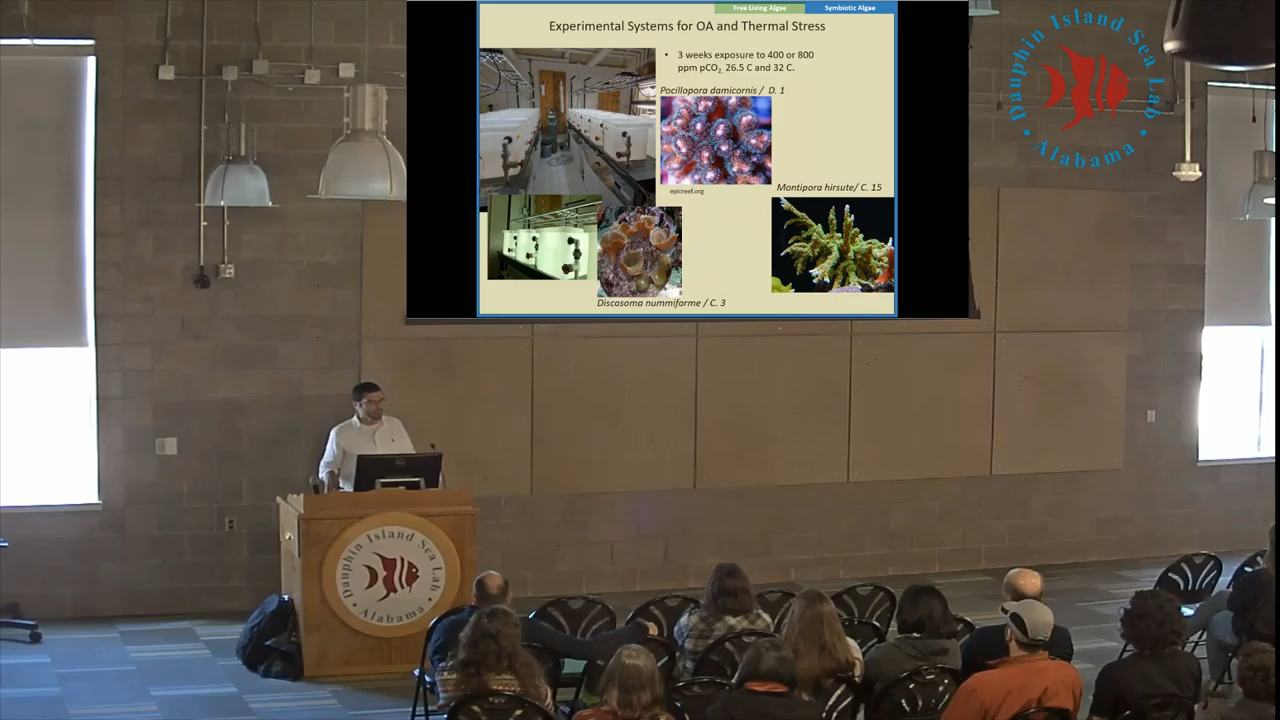 Free Living Algae
Symbiotic Algae
Experimental Systems for OA and Thermal Stress
• 3 weeks exposure to 400 or 800
ppm pCO2, 26.5 C and 32 C.
Pocillopora damicornis / D. 1
epicreef.org
Montipora hirsute/ C. 15
Discosoma nummiforme / C. 3
Dauphin Island Sea Lab
• Alabama •
Dauphin Island Sea Lab
Alabama